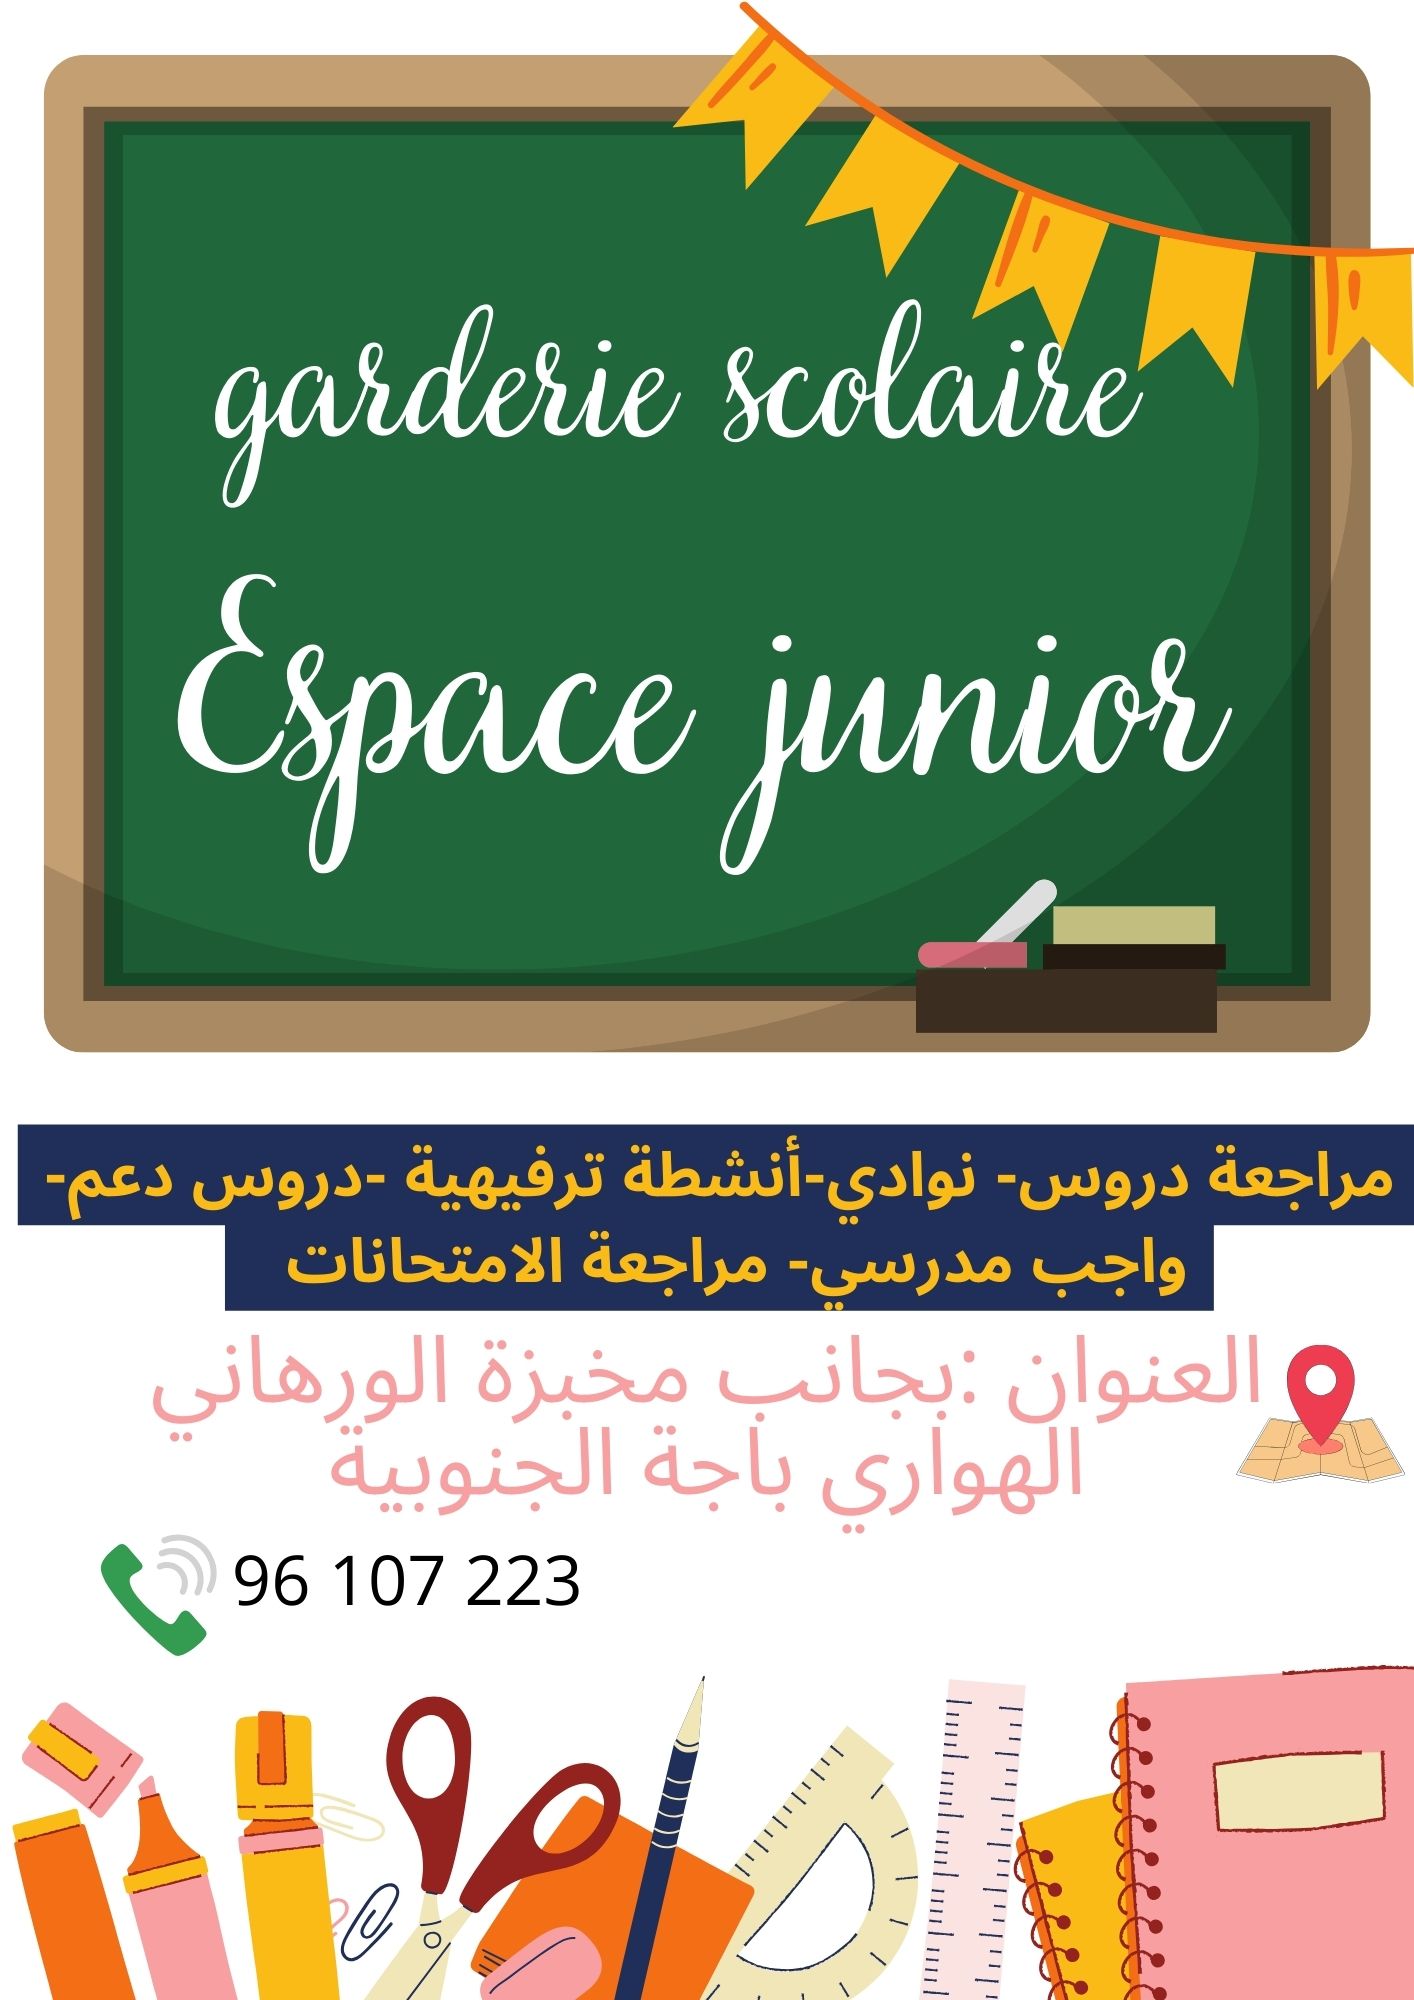 garderie scolaire
Espace junior
مراجعة دروس- نوادي-أنشطة ترفيهية -دروس دعم-
واجب مدرسي- مراجعة الامتحانات
العنوان :بجانب مخبزة الورهاني
الهواري باجة الجنوبية
96 107 223